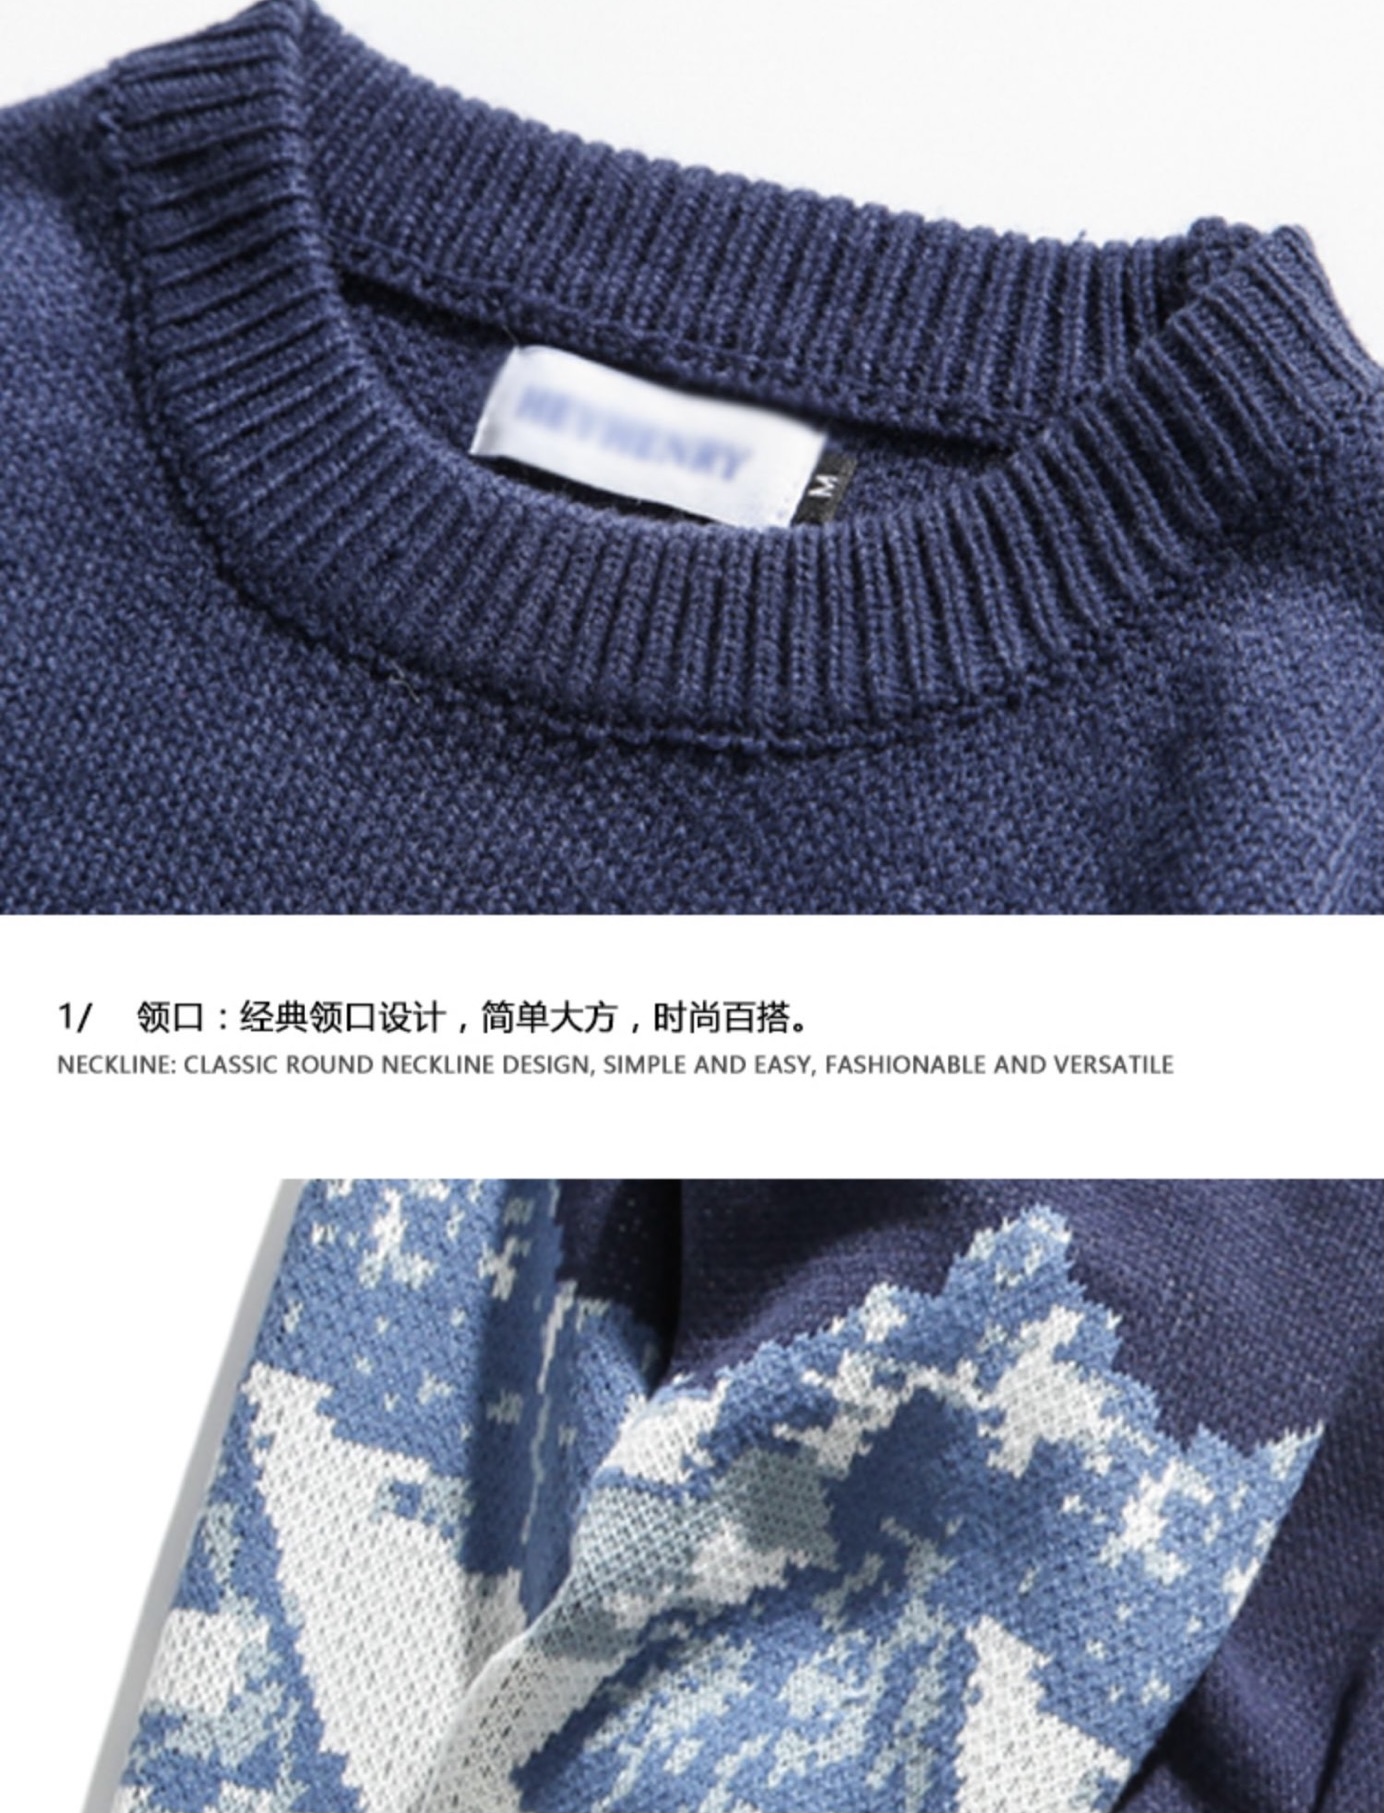 M
1/ 领口：经典领口设计，简单大方，时尚百搭。
NECKLINE: CLASSIC ROUND NECKLINE DESIGN, SIMPLE AND EASY, FASHIONABLE AND VERSATILE